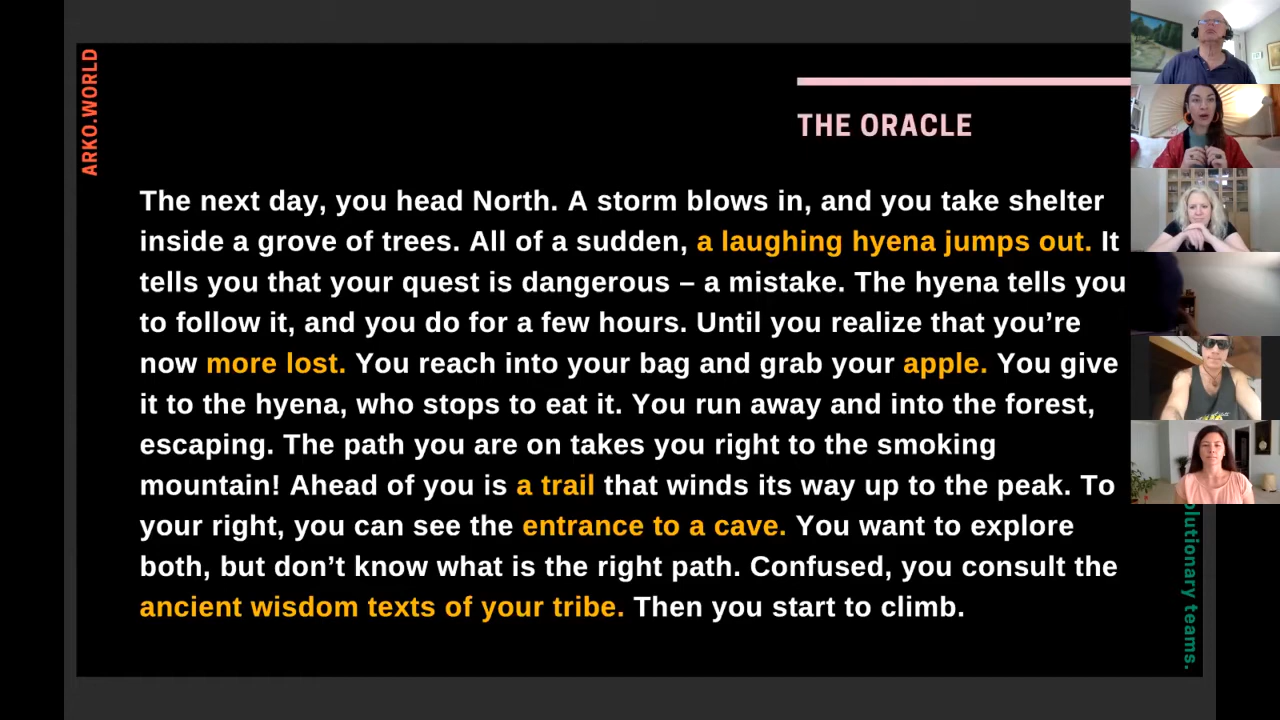 ARKO.WORLD
THE ORACLE
The next day, you head North. A storm blows in, and you take shelter
inside a grove of trees. All of a sudden, a laughing hyena jumps out. It
tells you that your quest is dangerous – a mistake. The hyena tells you
to follow it, and you do for a few hours. Until you realize that you’re
now more lost. You reach into your bag and grab your apple. You give
it to the hyena, who stops to eat it. You run away and into the forest,
escaping. The path you are on takes you right to the smoking
mountain! Ahead of you is a trail that winds its way up to the peak. To
your right, you can see the entrance to a cave. You want to explore
both, but don’t know what is the right path. Confused, you consult the
ancient wisdom texts of your tribe. Then you start to climb.
olutionary teams.